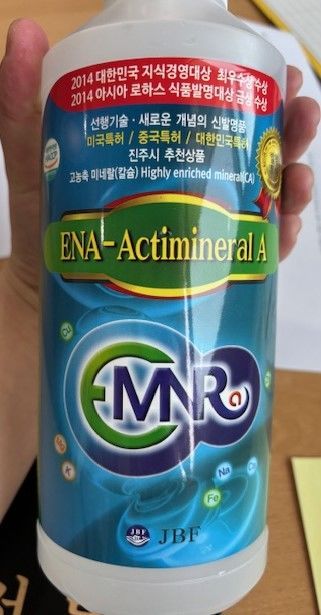 2014 대한민국 지식경영대상 최우수상 수상
2014 아시아 로하스 식품발명대상 금상 수상
선행기술 · 새로운 개념의 신발명품
미국특허 / 중국특허 / 대한민국특허
진주시 추천상품
고농축 미네랄(칼슘) Highly enriched mineral(CA)
HACCP
ENA-Actimineral A
EMNRa
Cu
Mg
K
Na
Fe
JBF
JBF